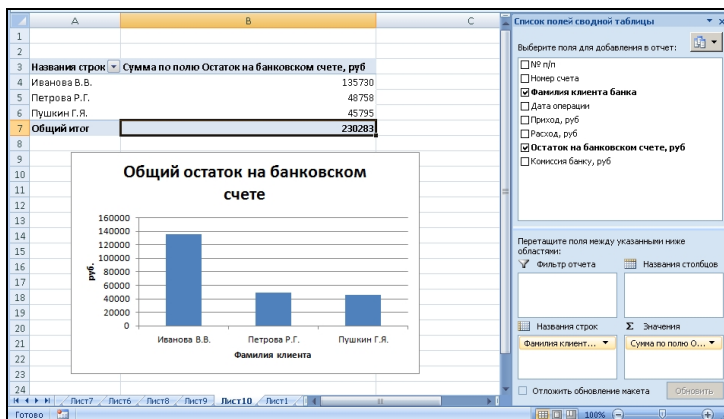 A B C
1
2
3 Названия строк Сумма по полю Остаток на банковском счете, руб
4 Иванова В.В. 135730
5 Петрова Р.Г. 48758
6 Пушкин Г.Я. 45795
7 Общий итог 230283
8
9
10
11
12
13
14
15
16
17
18
19
20
21
22
23
24
Общий остаток на банковском
счете
160000
140000
120000
100000
80000
60000
40000
20000
0
руб.
Иванова В.В. Петрова Р.Г. Пушкин Г.Я.
Фамилия клиента
Лист7 Лист6 Лист8 Лист9 Лист10 Лист1
Готово 100%
Список полей сводной таблицы
Выберите поля для добавления в отчет:
№ п/п
Номер счета
Фамилия клиента банка
Дата операции
Приход, руб
Расход, руб
Остаток на банковском счете, руб
Комиссия банку, руб
Перетащите поля между указанными ниже
областями:
Фильтр отчета Названия столбцов
Названия строк Σ Значения
Фамилия клиент... Сумма по полю О...
Отложить обновление макета Обновить